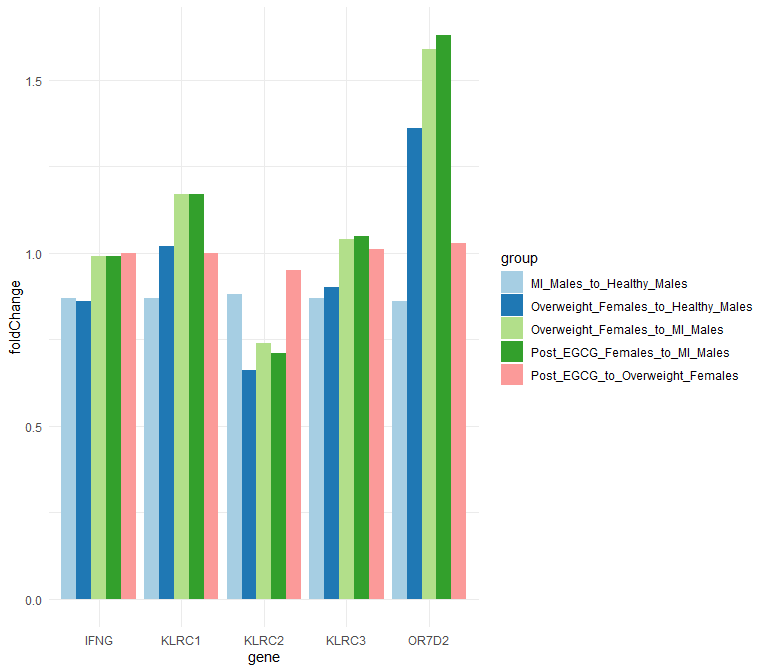 foldChange
1.5
1.0
0.5
0.0
IFNG
KLRC1
KLRC2
KLRC3
OR7D2
gene
group
MI_Males_to_Healthy_Males
Overweight_Females_to_Healthy_Males
Overweight_Females_to_MI_Males
Post_EGCG_Females_to_MI_Males
Post_EGCG_to_Overweight_Females